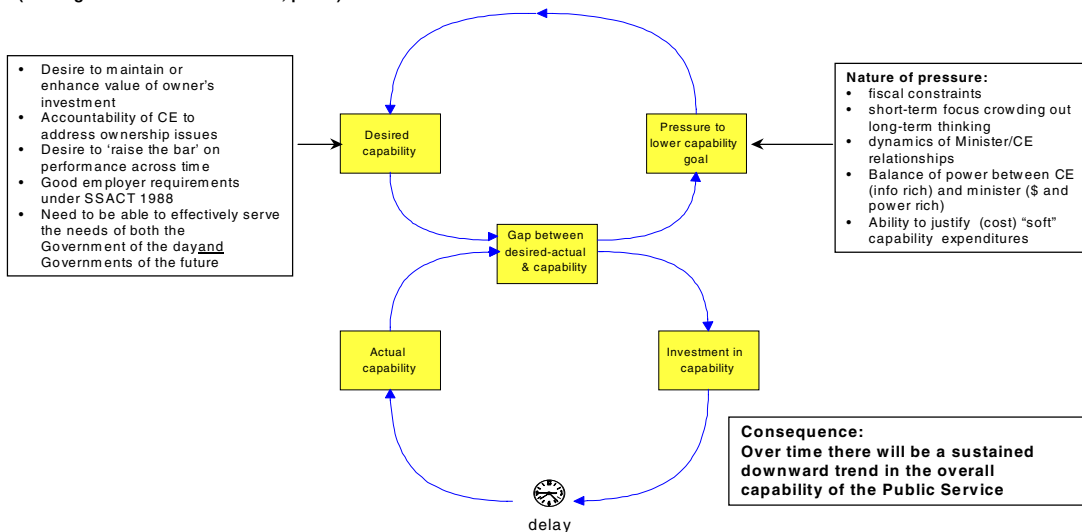 • Desire to maintain or
enhance value of owner's
investment
• Accountability of CE to
address ownership issues
• Desire to 'raise the bar' on
performance across time
• Good employer requirements
under SSACT 1988
• Need to be able to effectively serve
the needs of both the
Government of the dayand
Governments of the future
Desired
capability
Pressure to
lower capability
goal
Nature of pressure:
• fiscal constraints
• short-term focus crowding out
long-term thinking
• dynamics of Minister/CE
relationships
• Balance of power between CE
(info rich) and minister ($ and
power rich)
• Ability to justify (cost) "soft"
capability expenditures
Gap between
desired-actual
& capability
Actual
capability
Investment in
capability
Consequence:
Over time there will be a sustained
downward trend in the overall
capability of the Public Service
delay